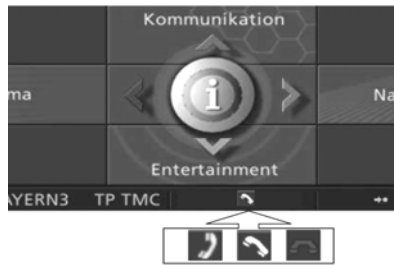 Kommunikation
ma
i
Na
Entertainment
AYERN3 TP TMC